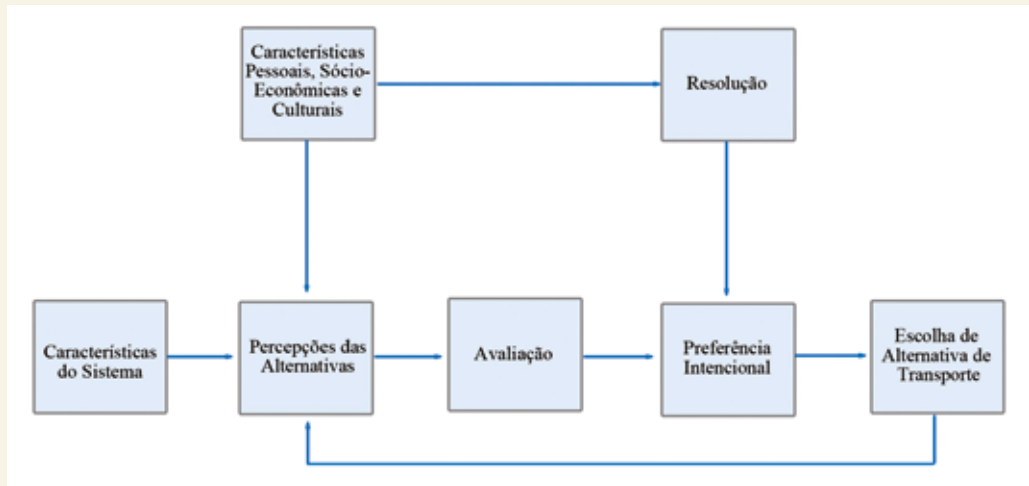 Características
Pessoais, Sócio-
Econômicas e
Culturais
Resolução
Características
do Sistema
Percepções das
Alternativas
Avaliação
Preferência
Intencional
Escolha de
Alternativa de
Transporte